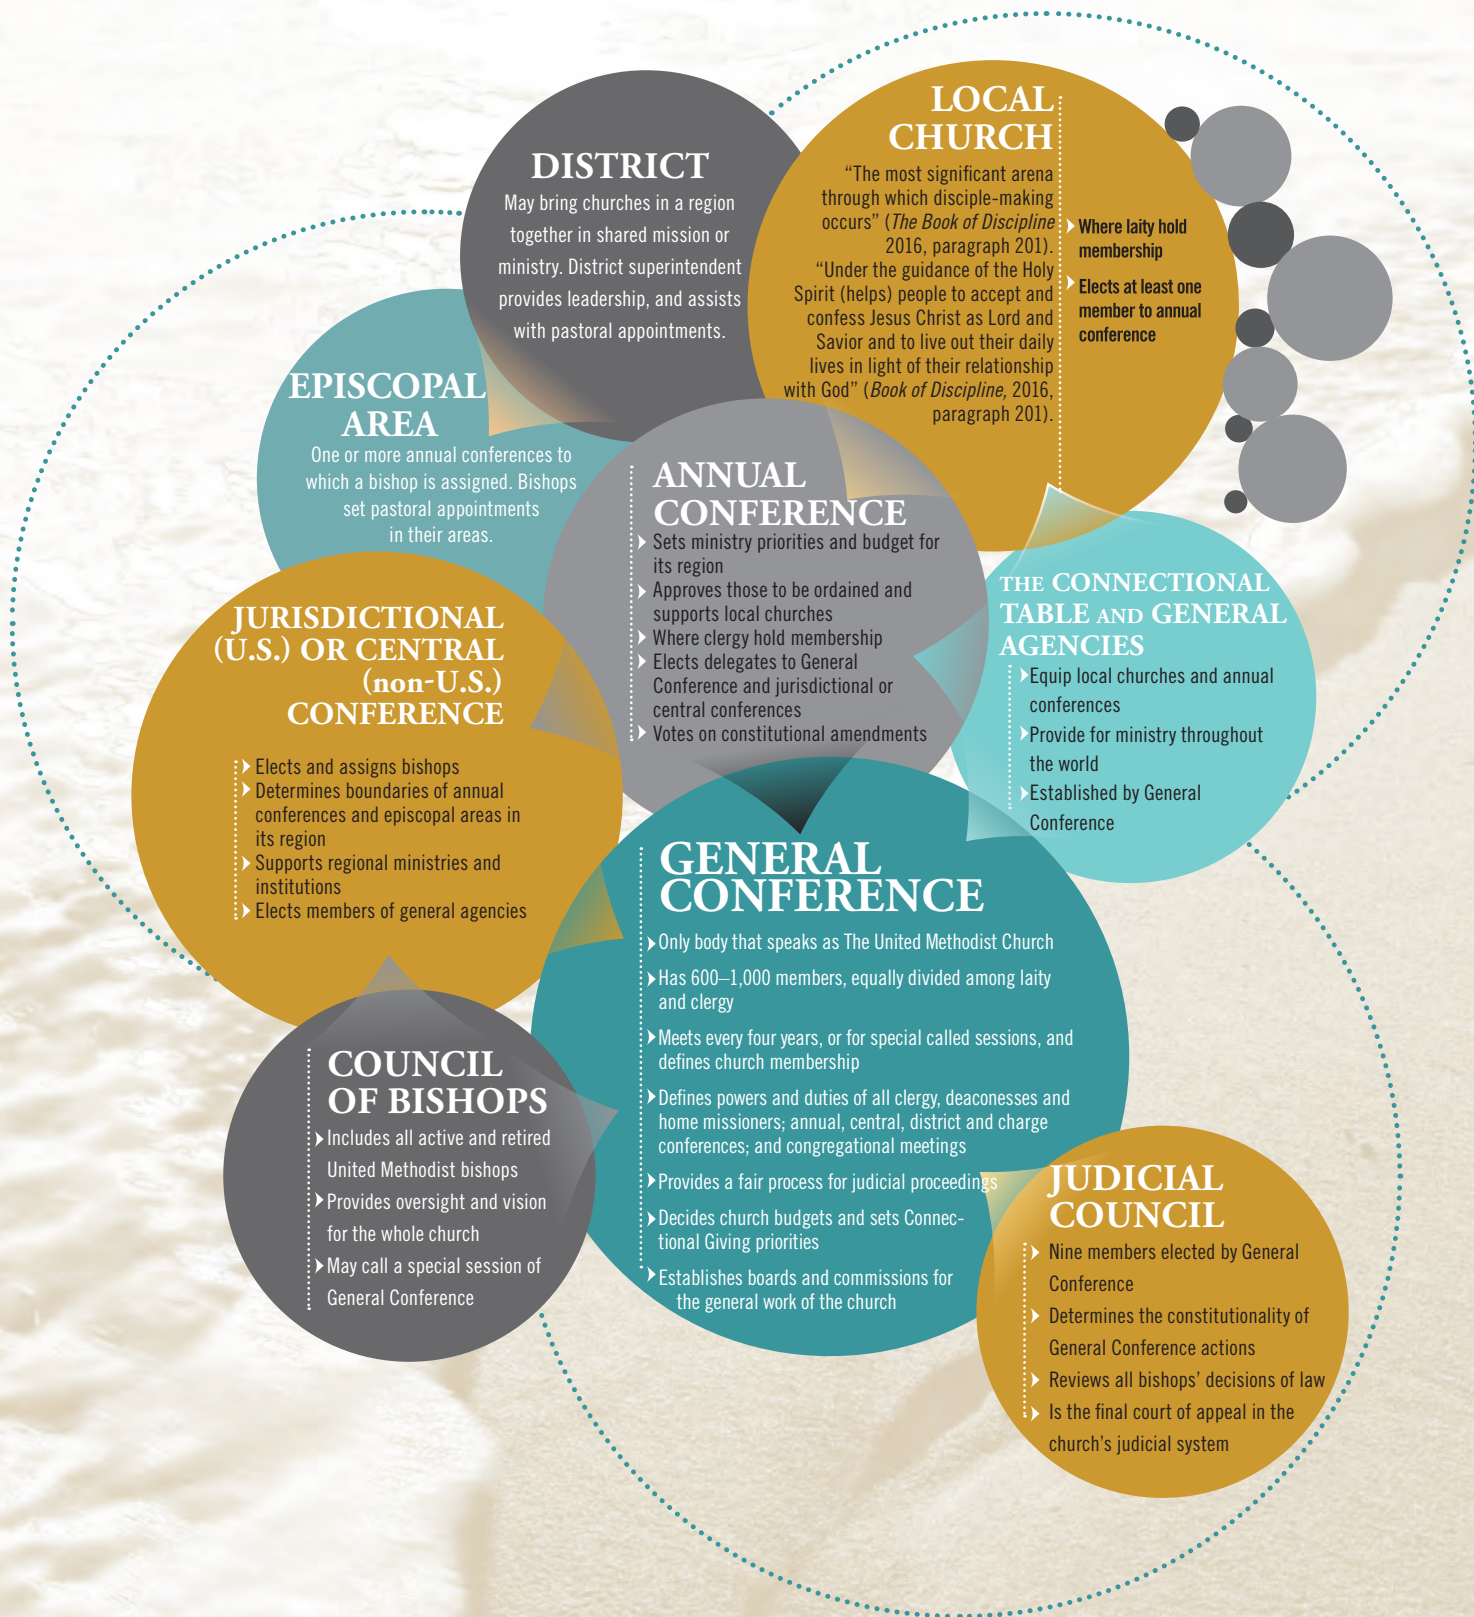 DISTRICT
May bring churches in a region
together in shared mission or
ministry. District superintendent
provides leadership, and assists
with pastoral appointments.
LOCAL
CHURCH
“The most significant arena
through which disciple-making
occurs” (The Book of Discipline
2016, paragraph 201).
“Under the guidance of the Holy
Spirit (helps) people to accept and
confess Jesus Christ as Lord and
Savior and to live out their daily
lives in light of their relationship
with God” (Book of Discipline, 2016,
paragraph 201).
Where laity hold
membership
Elects at least one
member to annual
conference
EPISCOPAL
AREA
One or more annual conferences to
which a bishop is assigned. Bishops
set pastoral appointments
in their areas.
ANNUAL
CONFERENCE
Sets ministry priorities and budget for
its region
Approves those to be ordained and
supports local churches
Where clergy hold membership
Elects delegates to General
Conference and jurisdictional or
central conferences
Votes on constitutional amendments
THE CONNECTIONAL
TABLE AND GENERAL
AGENCIES
Equip local churches and annual
conferences
Provide for ministry throughout
the world
Established by General
Conference
JURISDICTIONAL
(U.S.) OR CENTRAL
(non-U.S.)
CONFERENCE
Elects and assigns bishops
Determines boundaries of annual
conferences and episcopal areas in
its region
Supports regional ministries and
institutions
Elects members of general agencies
GENERAL
CONFERENCE
Only body that speaks as The United Methodist Church
Has 600–1,000 members, equally divided among laity
and clergy
Meets every four years, or for special called sessions, and
defines church membership
Defines powers and duties of all clergy, deaconesses and
home missioners; annual, central, district and charge
conferences; and congregational meetings
Provides a fair process for judicial proceedings
Decides church budgets and sets Connec-
tional Giving priorities
Establishes boards and commissions for
the general work of the church
COUNCIL
OF BISHOPS
Includes all active and retired
United Methodist bishops
Provides oversight and vision
for the whole church
May call a special session of
General Conference
JUDICIAL
COUNCIL
Nine members elected by General
Conference
Determines the constitutionality of
General Conference actions
Reviews all bishops’ decisions of law
Is the final court of appeal in the
church’s judicial system